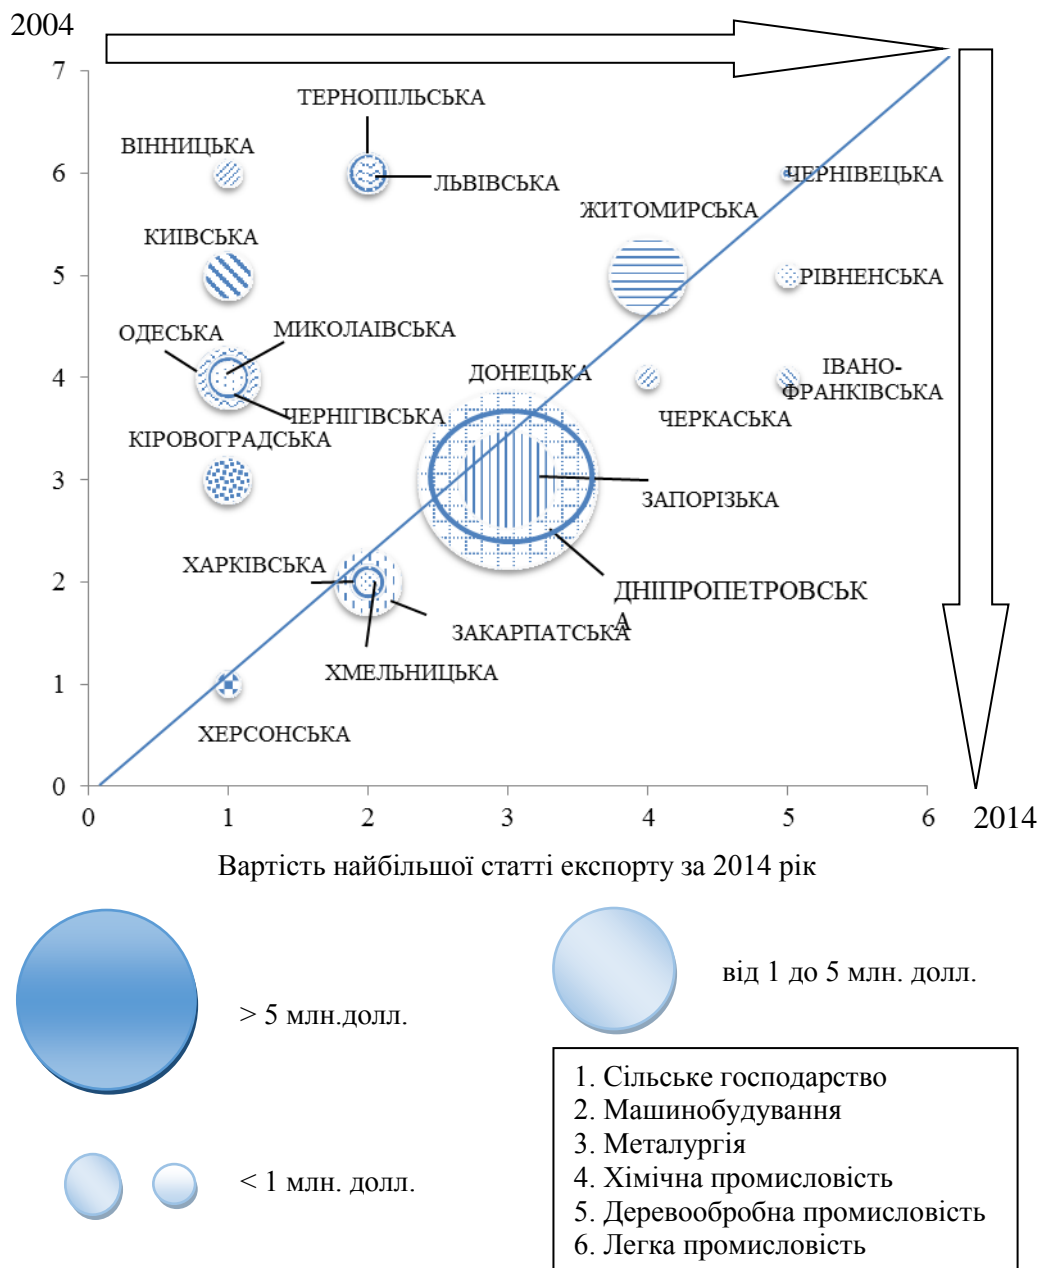 2004
7
ТЕРНОПІЛЬСЬКА
ВІННИЦЬКА
6
ЛЬВІВСЬКА
ЧЕРНІВЕЦЬКА
ЖИТОМИРСЬКА
КИІВСЬКА
5
РІВНЕНСЬКА
ОДЕСЬКА
МИКОЛАІВСЬКА
4
ДОНЕЦЬКА
ІВАНО-
ФРАНКІВСЬКА
ЧЕРНІГІВСЬКА
ЧЕРКАСЬКА
КІРОВОГРАДСЬКА
3
ЗАПОРІЗЬКА
ХАРКІВСЬКА
2
ДНІПРОПЕТРОВСЬК
А
ЗАКАРПАТСЬКА
ХМЕЛЬНИЦЬКА
1
ХЕРСОНСЬКА
0
0 1 2 3 4 5 6
2014
Вартість найбільшої статті експорту за 2014 рік
> 5 млн.долл.
від 1 до 5 млн. долл.
< 1 млн. долл.
1. Сільське господарство
2. Машинобудування
3. Металургія
4. Хімічна промисловість
5. Деревообробна промисловість
6. Легка промисловість